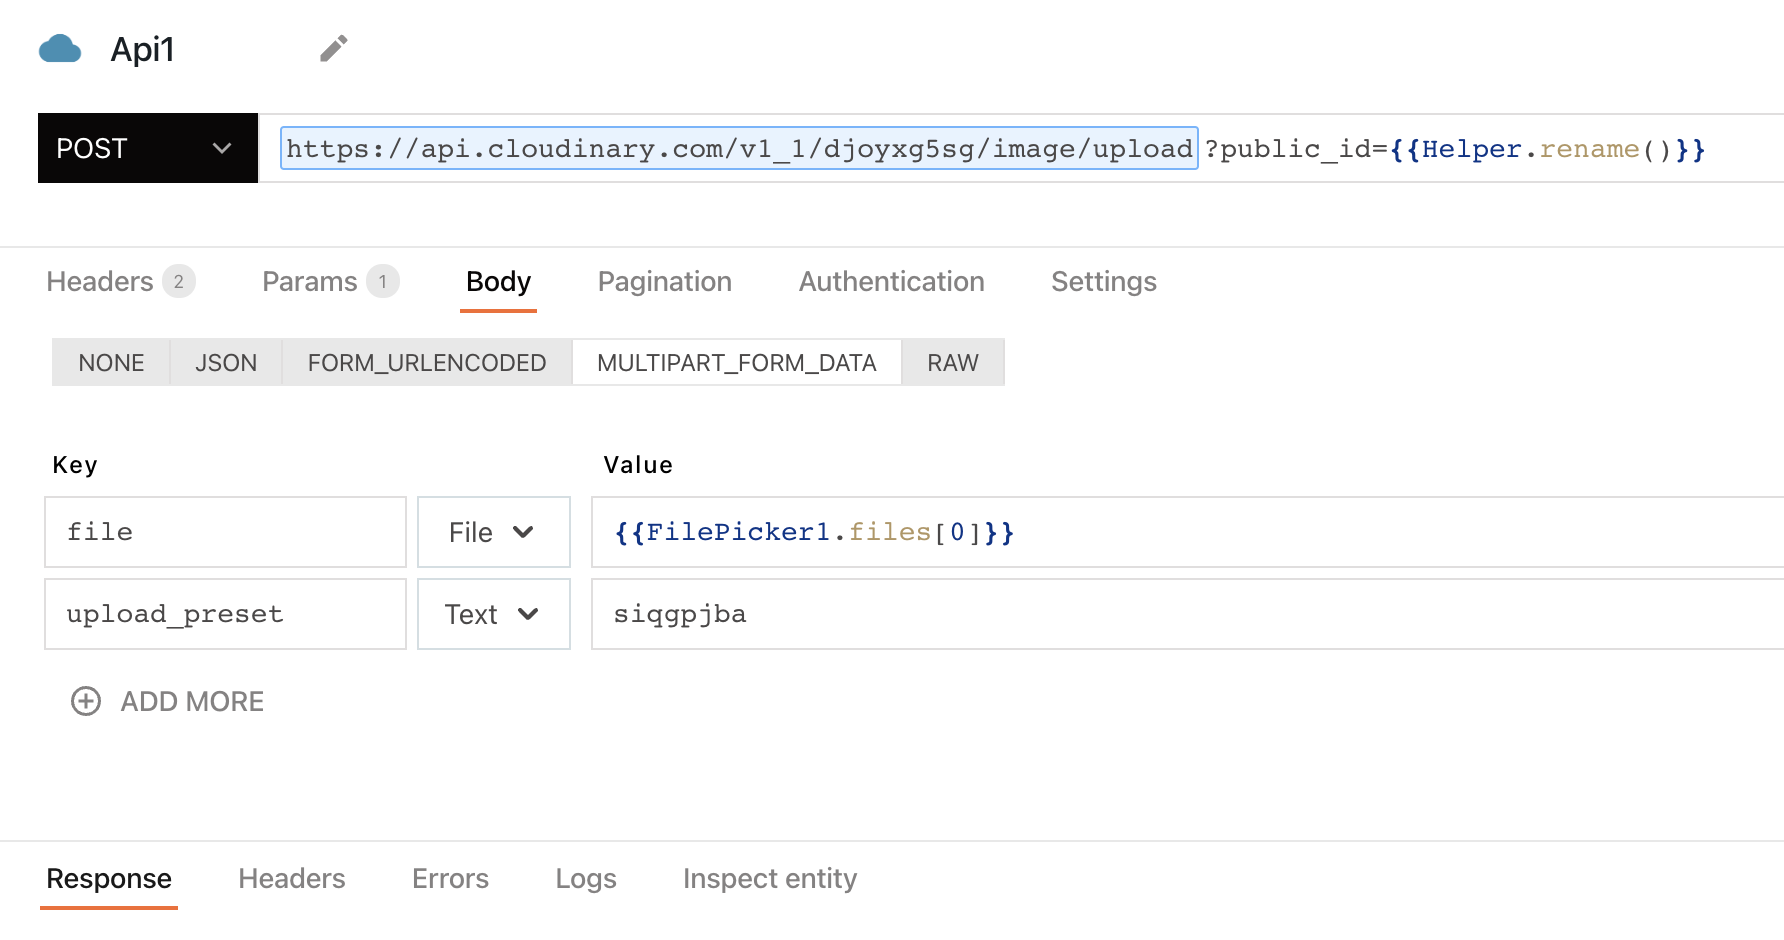 Api1
POST https://api.cloudinary.com/v1_1/djoyxg5sg/image/upload?public_id={{Helper.rename()}}
Headers 2 Params 1 Body Pagination Authentication Settings
NONE JSON FORM_URLENCODED MULTIPART_FORM_DATA RAW
Key Value
file File {{FilePicker1.files[0]}}
upload_preset Text siqgpjba
ADD MORE
Response Headers Errors Logs Inspect entity